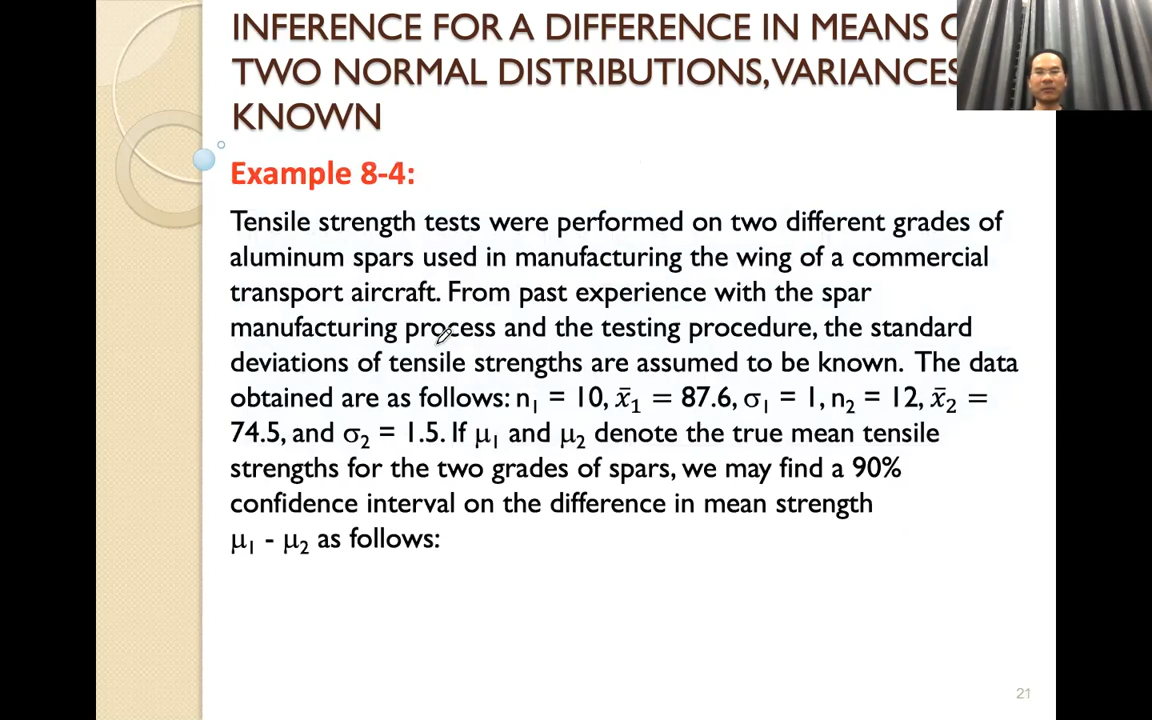 INFERENCE FOR A DIFFERENCE IN MEANS
TWO NORMAL DISTRIBUTIONS, VARIANCES
KNOWN
Example 8-4:
Tensile strength tests were performed on two different grades of
aluminum spars used in manufacturing the wing of a commercial
transport aircraft. From past experience with the spar
manufacturing process and the testing procedure, the standard
deviations of tensile strengths are assumed to be known. The data
obtained are as follows: n₁ = 10, x̄₁ = 87.6, σ₁ = 1, n₂ = 12, x̄₂ =
74.5, and σ₂ = 1.5. If μ₁ and μ₂ denote the true mean tensile
strengths for the two grades of spars, we may find a 90%
confidence interval on the difference in mean strength
μ₁ - μ₂ as follows:
21